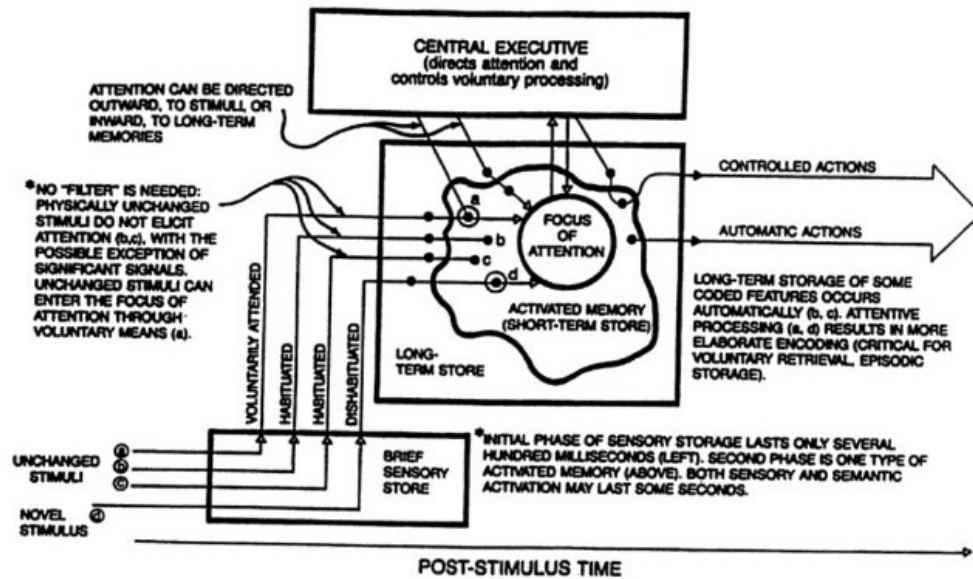 CENTRAL EXECUTIVE
(directs attention and
controls voluntary processing)
ATTENTION CAN BE DIRECTED
OUTWARD, TO STIMULI, OR
INWARD, TO LONG-TERM
MEMORIES
*NO "FILTER" IS NEEDED:
PHYSICALLY UNCHANGED
STIMULI DO NOT ELICIT
ATTENTION (b,c), WITH THE
POSSIBLE EXCEPTION OF
SIGNIFICANT SIGNALS.
UNCHANGED STIMULI CAN
ENTER THE FOCUS OF
ATTENTION THROUGH
VOLUNTARY MEANS (a).
a
b
c
d
FOCUS
OF
ATTENTION
ACTIVATED MEMORY
(SHORT-TERM STORE)
LONG-
TERM STORE
CONTROLLED ACTIONS
AUTOMATIC ACTIONS
LONG-TERM STORAGE OF SOME
CODED FEATURES OCCURS
AUTOMATICALLY (b, c). ATTENTIVE
PROCESSING (a, d) RESULTS IN MORE
ELABORATE ENCODING (CRITICAL FOR
VOLUNTARY RETRIEVAL, EPISODIC
STORAGE).
VOLUNTARILY ATTENDED
HABITUATED
HABITUATED
DISHABITUATED
UNCHANGED
STIMULI
a
b
c
NOVEL
STIMULUS
d
BRIEF
SENSORY
STORE
*INITIAL PHASE OF SENSORY STORAGE LASTS ONLY SEVERAL
HUNDRED MILLISECONDS (LEFT). SECOND PHASE IS ONE TYPE OF
ACTIVATED MEMORY (ABOVE). BOTH SENSORY AND SEMANTIC
ACTIVATION MAY LAST SOME SECONDS.
POST-STIMULUS TIME